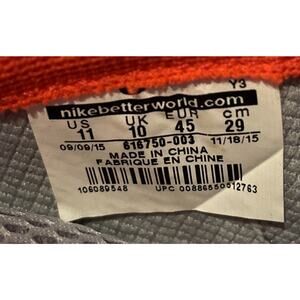 Y3
nikebetterworld.com
US UK EUR cm
11 10 45 29
09/09/15 616750-003 11/18/15
MADE IN CHINA
FABRIQUE EN CHINE
106089548 UPC 00886550012763